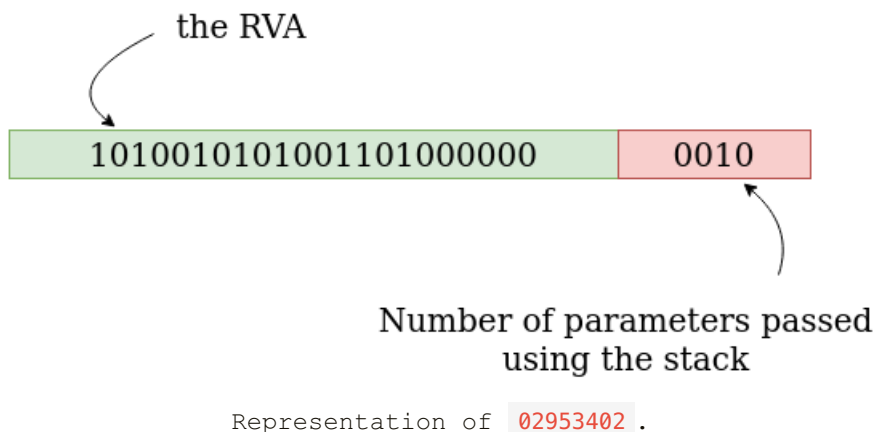 the RVA
1010010101001101000000 0010
Number of parameters passed
using the stack
Representation of 02953402.